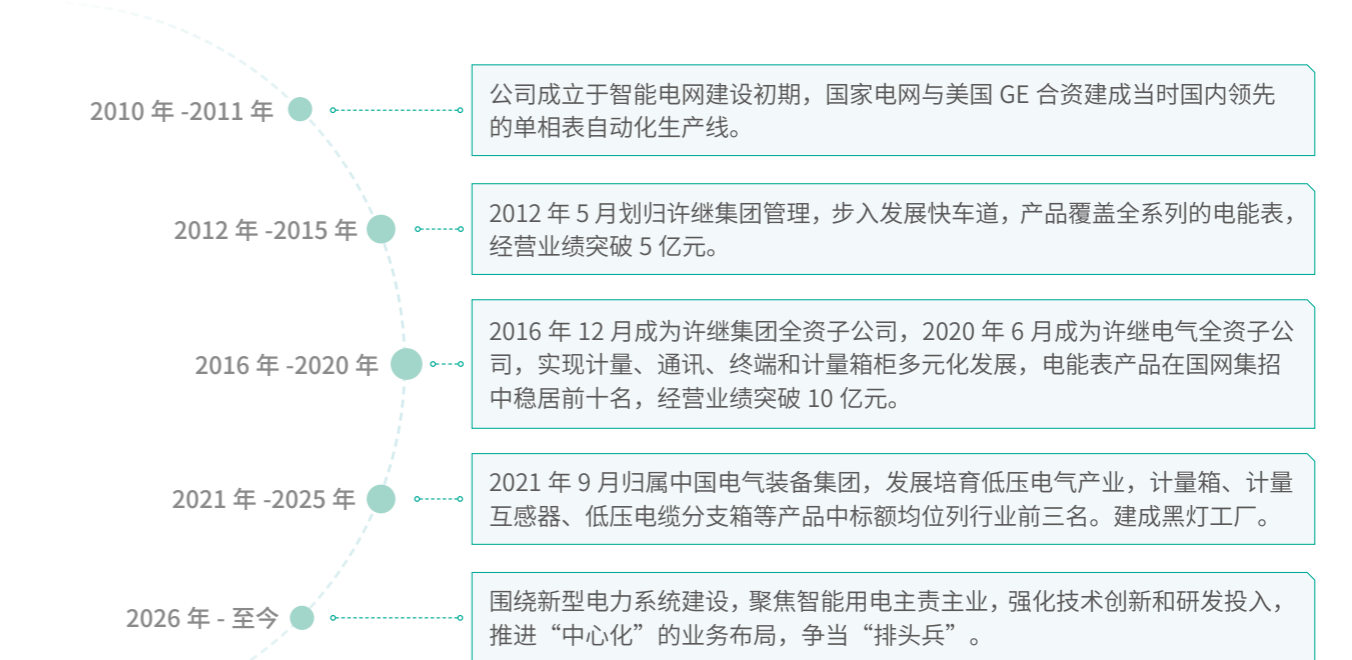 2010 年 -2011 年
公司成立于智能电网建设初期，国家电网与美国 GE 合资建成当时国内领先
的单相表自动化生产线。
2012 年 -2015 年
2012 年 5 月划归许继集团管理，步入发展快车道，产品覆盖全系列的电能表，
经营业绩突破 5 亿元。
2016 年 -2020 年
2016 年 12 月成为许继集团全资子公司，2020 年 6 月成为许继电气全资子公
司，实现计量、通讯、终端和计量箱柜多元化发展，电能表产品在国网集招
中稳居前十名，经营业绩突破 10 亿元。
2021 年 -2025 年
2021 年 9 月归属中国电气装备集团，发展培育低压电气产业，计量箱、计量
互感器、低压电缆分支箱等产品中标额均位列行业前三名。建成黑灯工厂。
2026 年 - 至今
围绕新型电力系统建设，聚焦智能用电主责主业，强化技术创新和研发投入，
推进“中心化”的业务布局，争当“排头兵”。